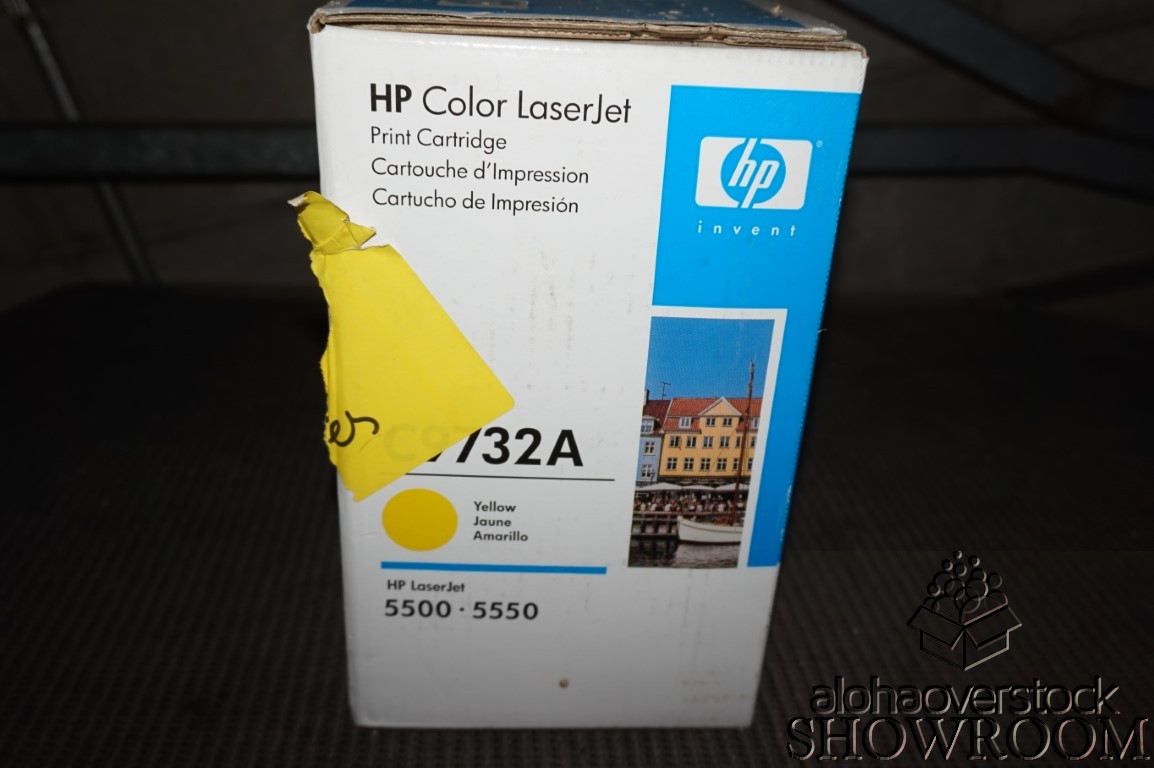 HP Color LaserJet
Print Cartridge
Cartouche d'Impression
Cartucho de Impresión
hp
®
invent
C9732A
Yellow
Jaune
Amarillo
HP LaserJet
5500 · 5550
alohaoverstock
SHOWROOM